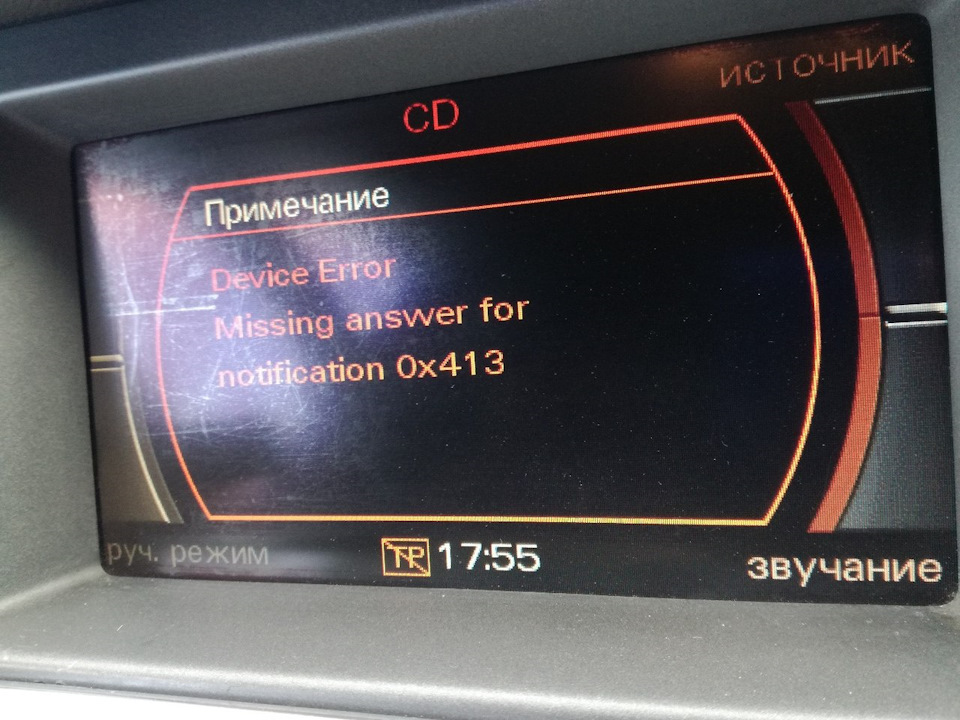 источник
CD
Примечание
Device Error
Missing answer for
notification 0x413
руч. режим
TP 17:55
звучание